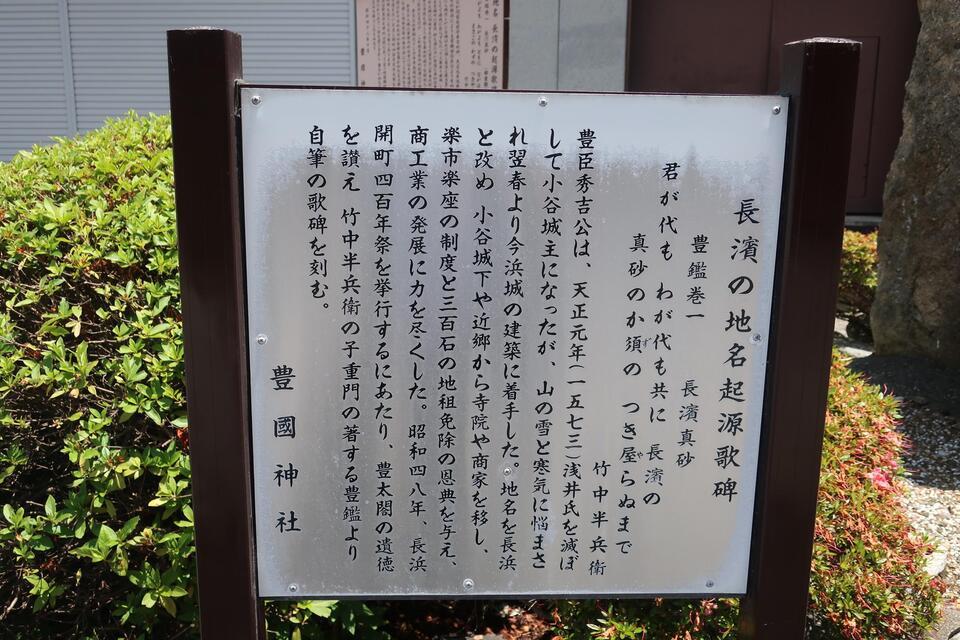 長濱の地名起源歌碑
豊鑑巻一　長濱真砂
君が代も　わが代も共に　長濱の
真砂のか須の　つき屋らぬまで
ず
や
竹中半兵衛
豊臣秀吉公は、天正元年(一五七三)浅井氏を滅ぼ
して小谷城主になったが、山の雪と寒気に悩まさ
れ翌春より今浜城の建築に着手した。地名を長浜
と改め　小谷城下や近郷から寺院や商家を移し、
楽市楽座の制度と三百石の地租免除の恩典を与え、
商工業の発展に力を尽くした。昭和四八年、長浜
開町四百年祭を挙行するにあたり、豊太閤の遺徳
を讃え　竹中半兵衛の子重門の著する豊鑑より
自筆の歌碑を刻む。
豊國神社